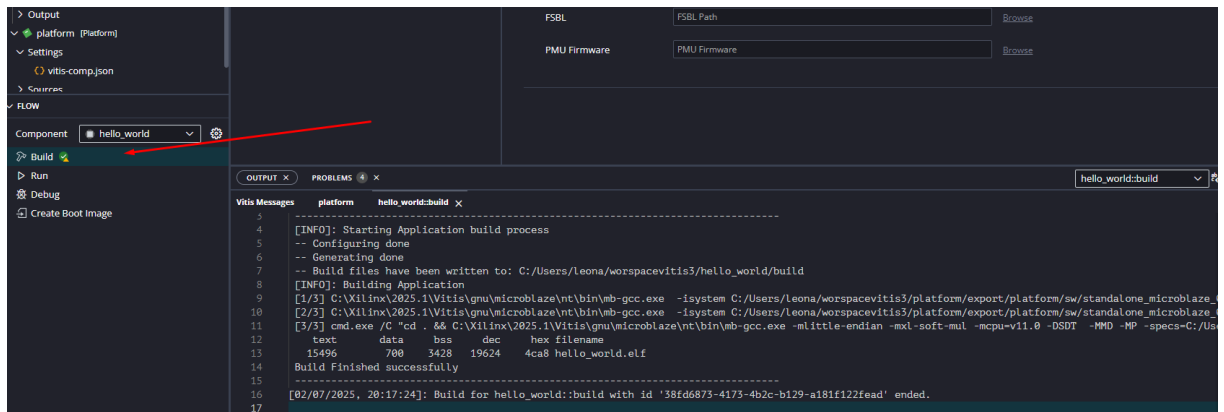 Output
platform [Platform]
Settings
vitis-comp.json
Sources
FLOW
Component hello_world
Build
Run
Debug
Create Boot Image
FSBL FSBL Path Browse
PMU Firmware PMU Firmware Browse
OUTPUT × PROBLEMS 4 × hello_world::build
Vitis Messages platform hello_world::build ×
3 --------------------------------------------------------------------------------
4 [INFO]: Starting Application build process
5 -- Configuring done
6 -- Generating done
7 -- Build files have been written to: C:/Users/leona/worspacevitis3/hello_world/build
8 [INFO]: Building Application
9 [1/3] C:\Xilinx\2025.1\Vitis\gnu\microblaze\nt\bin\mb-gcc.exe -isystem C:/Users/leona/worspacevitis3/platform/export/platform/sw/standalone_microblaze_
10 [2/3] C:\Xilinx\2025.1\Vitis\gnu\microblaze\nt\bin\mb-gcc.exe -isystem C:/Users/leona/worspacevitis3/platform/export/platform/sw/standalone_microblaze_
11 [3/3] cmd.exe /C "cd . && C:\Xilinx\2025.1\Vitis\gnu\microblaze\nt\bin\mb-gcc.exe -mlittle-endian -mxl-soft-mul -mcpu=v11.0 -DSDT -MMD -MP -specs=C:/Us
12 text data bss dec hex filename
13 15496 700 3428 19624 4ca8 hello_world.elf
14 Build Finished successfully
15 --------------------------------------------------------------------------------
16 [02/07/2025, 20:17:24]: Build for hello_world::build with id '38fd6873-4173-4b2c-b129-a181f122fead' ended.
17